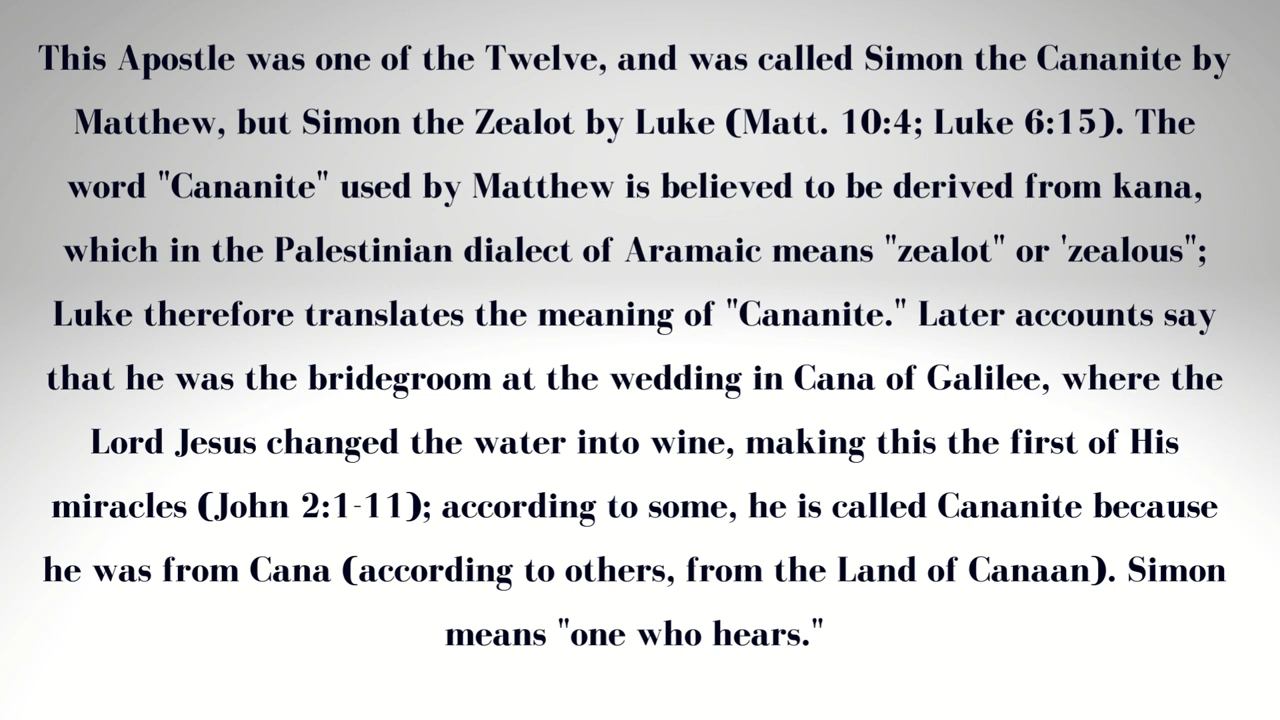 This Apostle was one of the Twelve, and was called Simon the Cananite by
Matthew, but Simon the Zealot by Luke (Matt. 10:4; Luke 6:15). The
word "Cananite" used by Matthew is believed to be derived from kana,
which in the Palestinian dialect of Aramaic means "zealot" or 'zealous";
Luke therefore translates the meaning of "Cananite." Later accounts say
that he was the bridegroom at the wedding in Cana of Galilee, where the
Lord Jesus changed the water into wine, making this the first of His
miracles (John 2:1-11); according to some, he is called Cananite because
he was from Cana (according to others, from the Land of Canaan). Simon
means "one who hears."